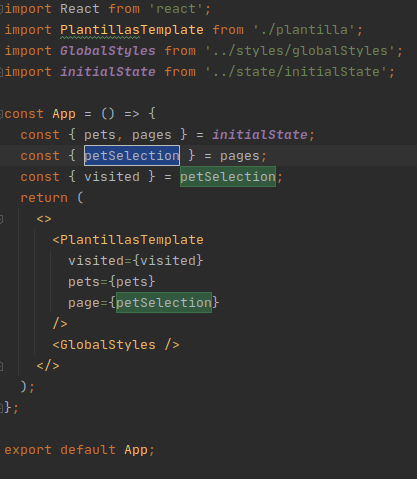 import React from 'react';
import PlantillasTemplate from './plantilla';
import GlobalStyles from '../styles/globalStyles';
import initialState from '../state/initialState';
const App = () => {
const { pets, pages } = initialState;
const { petSelection } = pages;
const { visited } = petSelection;
return (
<>
<PlantillasTemplate
visited={visited}
pets={pets}
page={petSelection}
/>
<GlobalStyles />
</>
);
};
export default App;